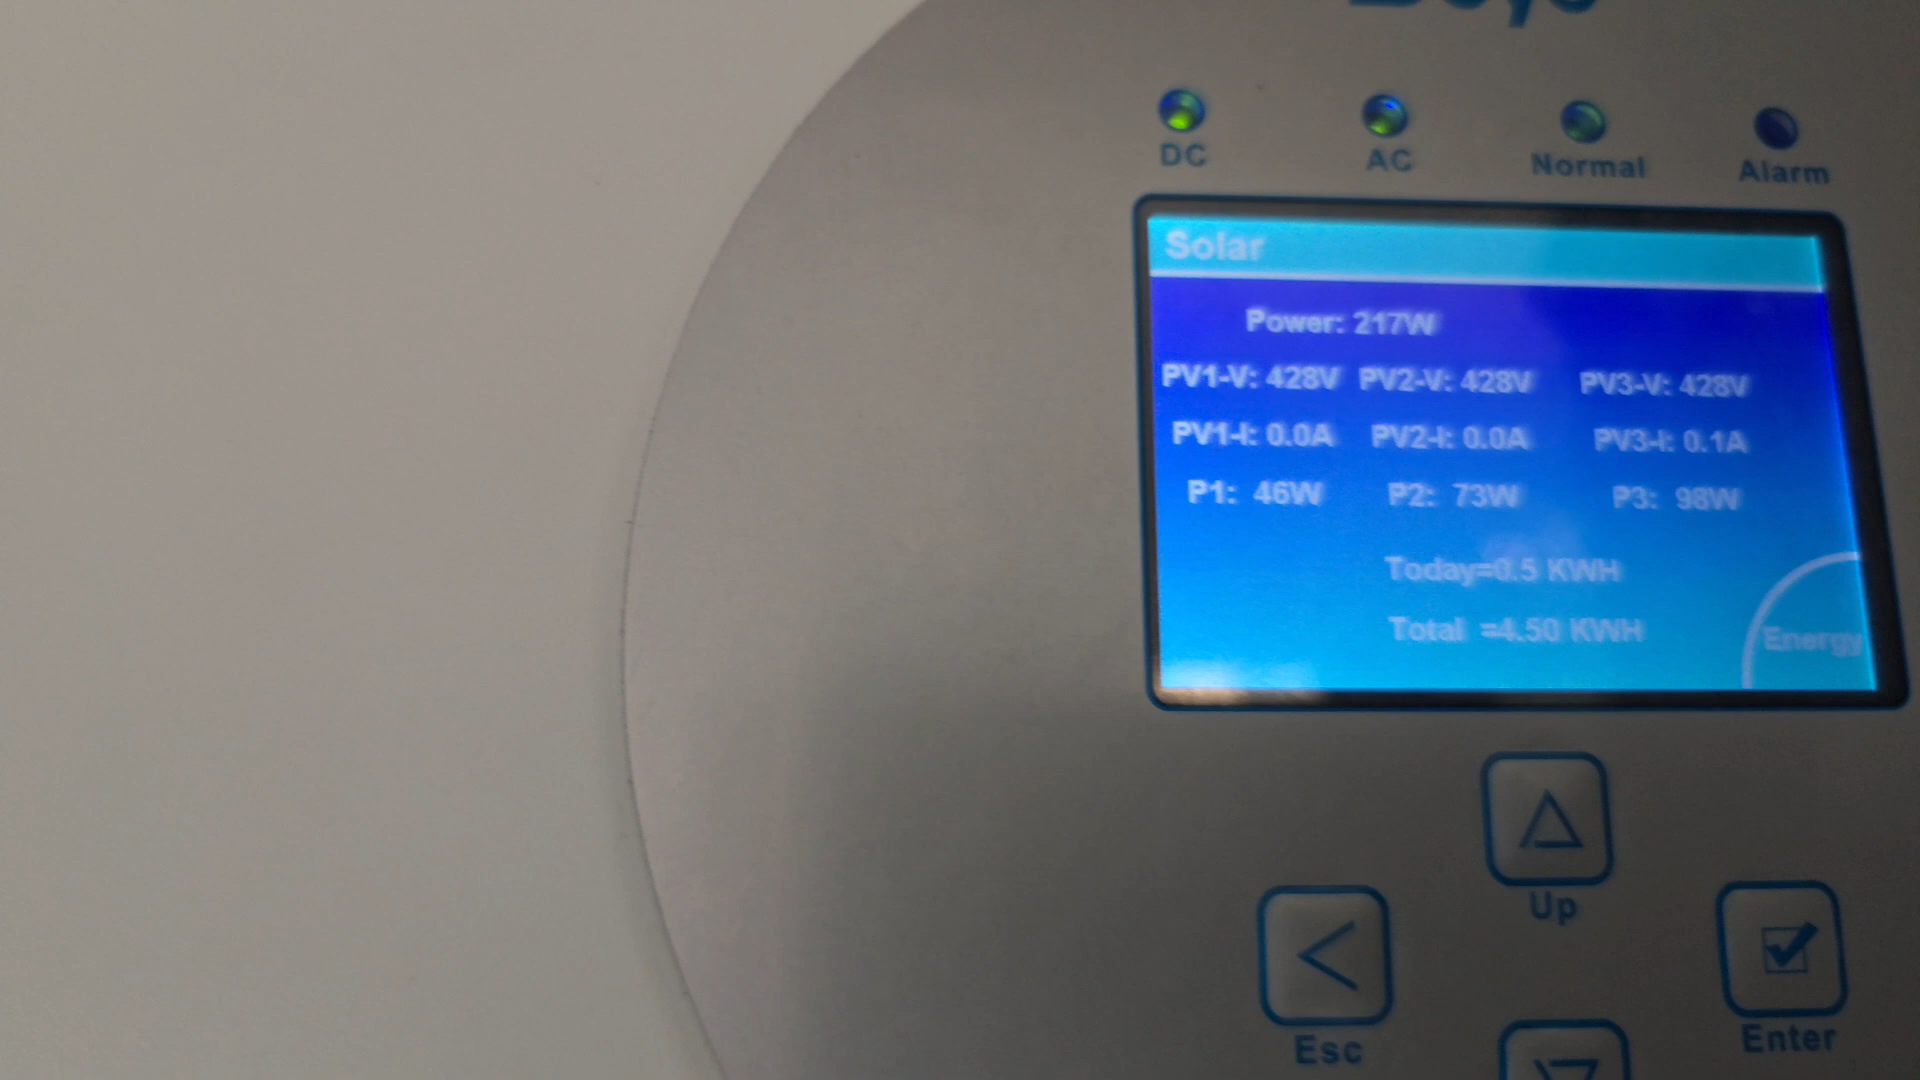 DC AC Normal Alarm
Solar
Power: 217W
PV1-V: 428V PV2-V: 428V PV3-V: 428V
PV1-I: 0.0A PV2-I: 0.0A PV3-I: 0.1A
P1: 46W P2: 73W P3: 98W
Today=0.5 KWH
Total =4.50 KWH
Energy
Up
Esc
Enter